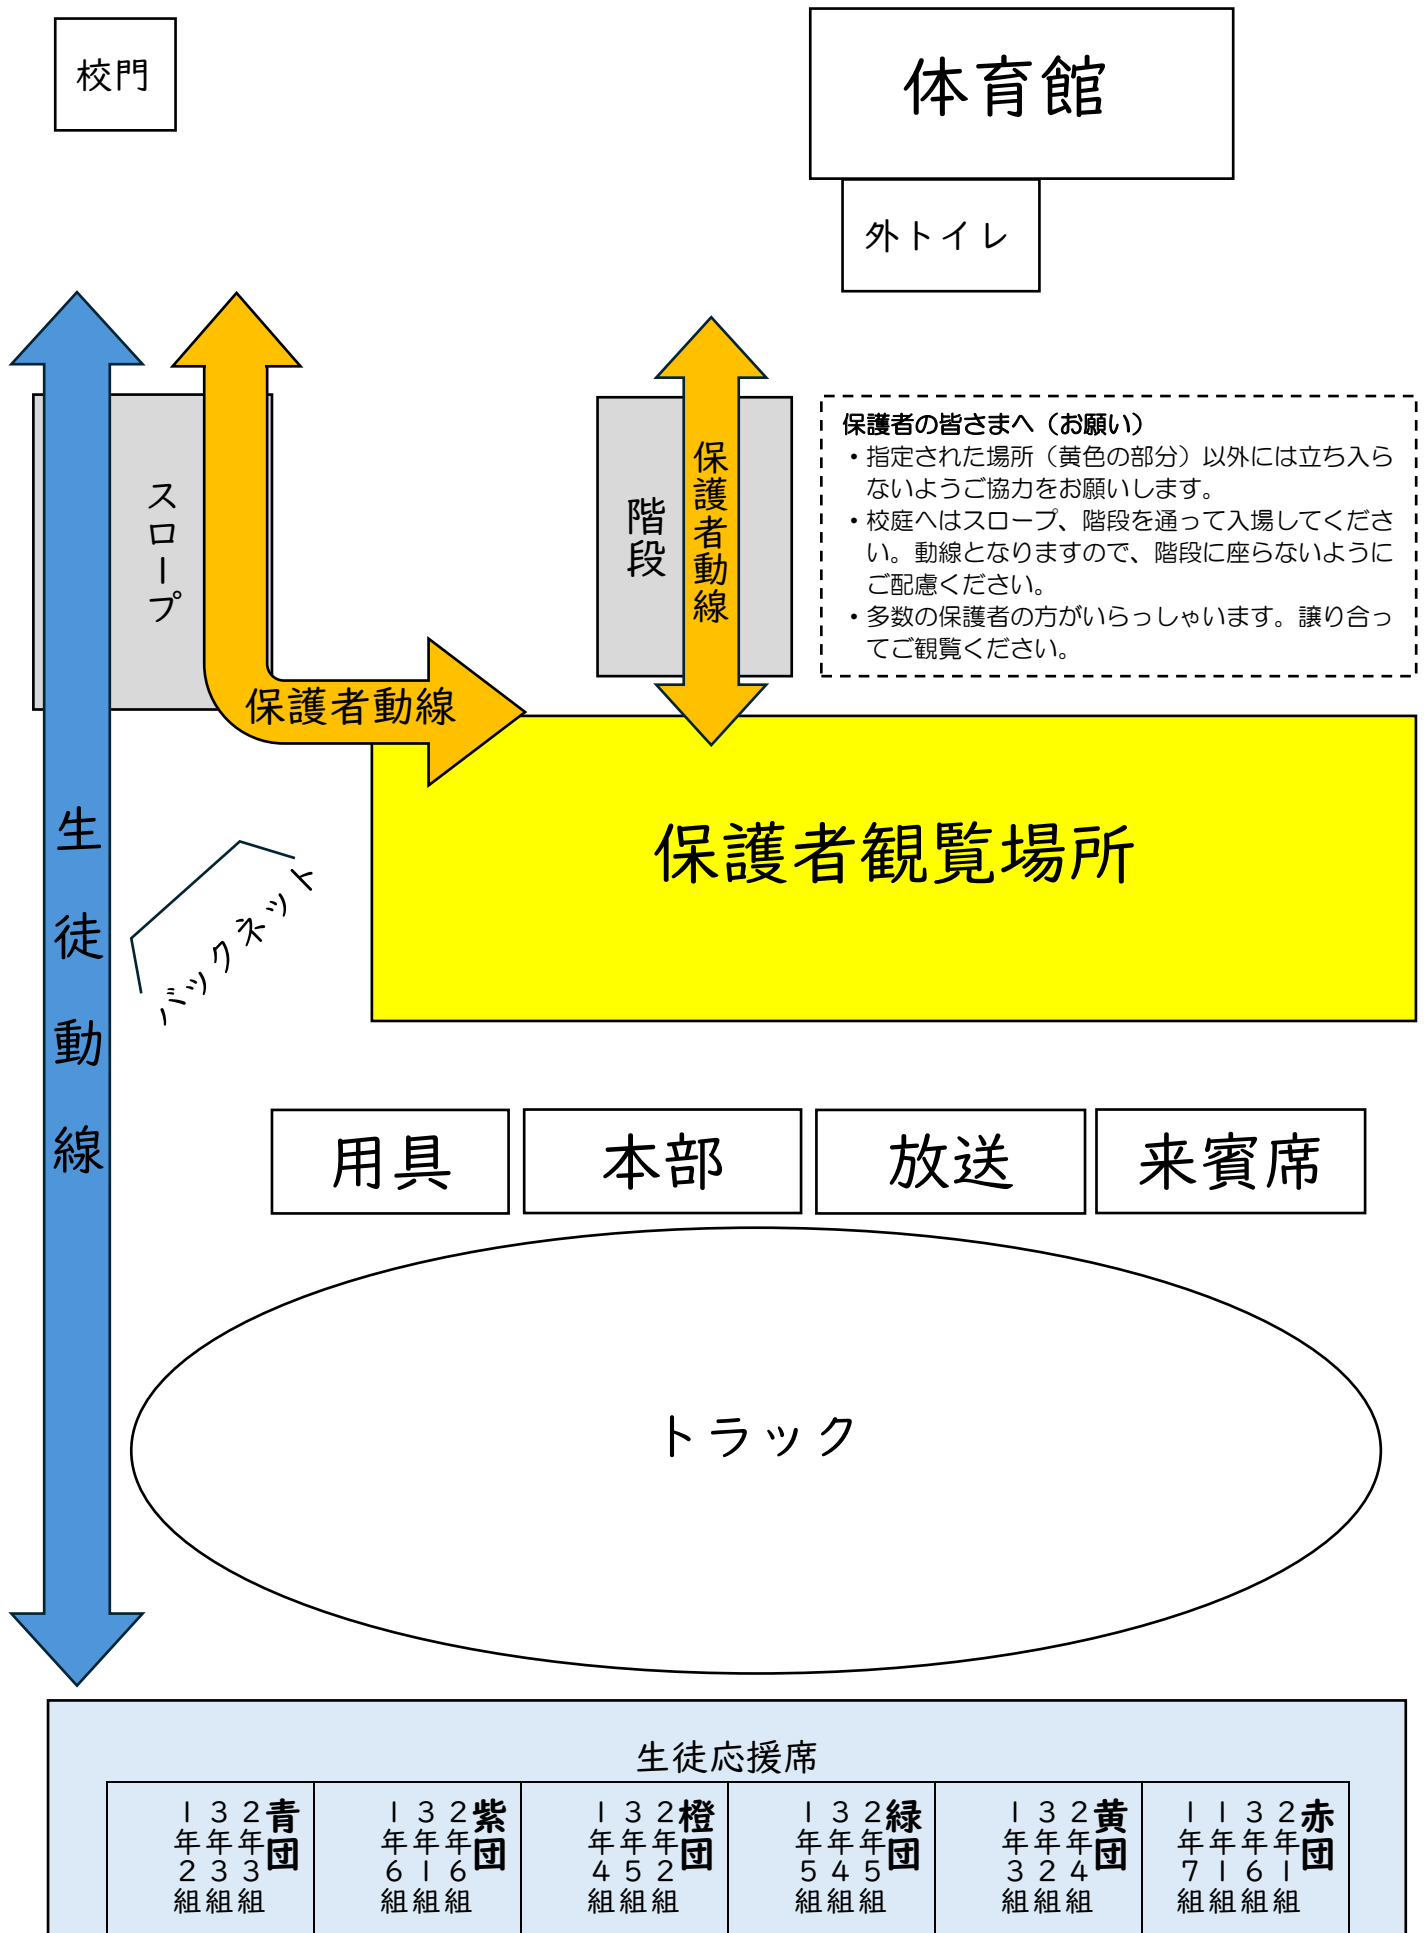 校門
体育館
外トイレ
スロープ
階段
保護者動線
保護者の皆さまへ（お願い）
・指定された場所（黄色の部分）以外には立ち入ら
ないようご協力をお願いします。
・校庭へはスロープ、階段を通って入場してくださ
い。動線となりますので、階段に座らないように
ご配慮ください。
・多数の保護者の方がいらっしゃいます。譲り合っ
てご観覧ください。
保護者動線
保護者観覧場所
生徒動線
バックネット
用具
本部
放送
来賓席
トラック
生徒応援席
赤団
2年1組
3年6組
1年1組
1年7組
黄団
2年4組
3年2組
1年3組
緑団
2年5組
3年4組
1年5組
橙団
2年2組
3年5組
1年4組
紫団
2年6組
3年1組
1年6組
青団
2年3組
3年3組
1年2組